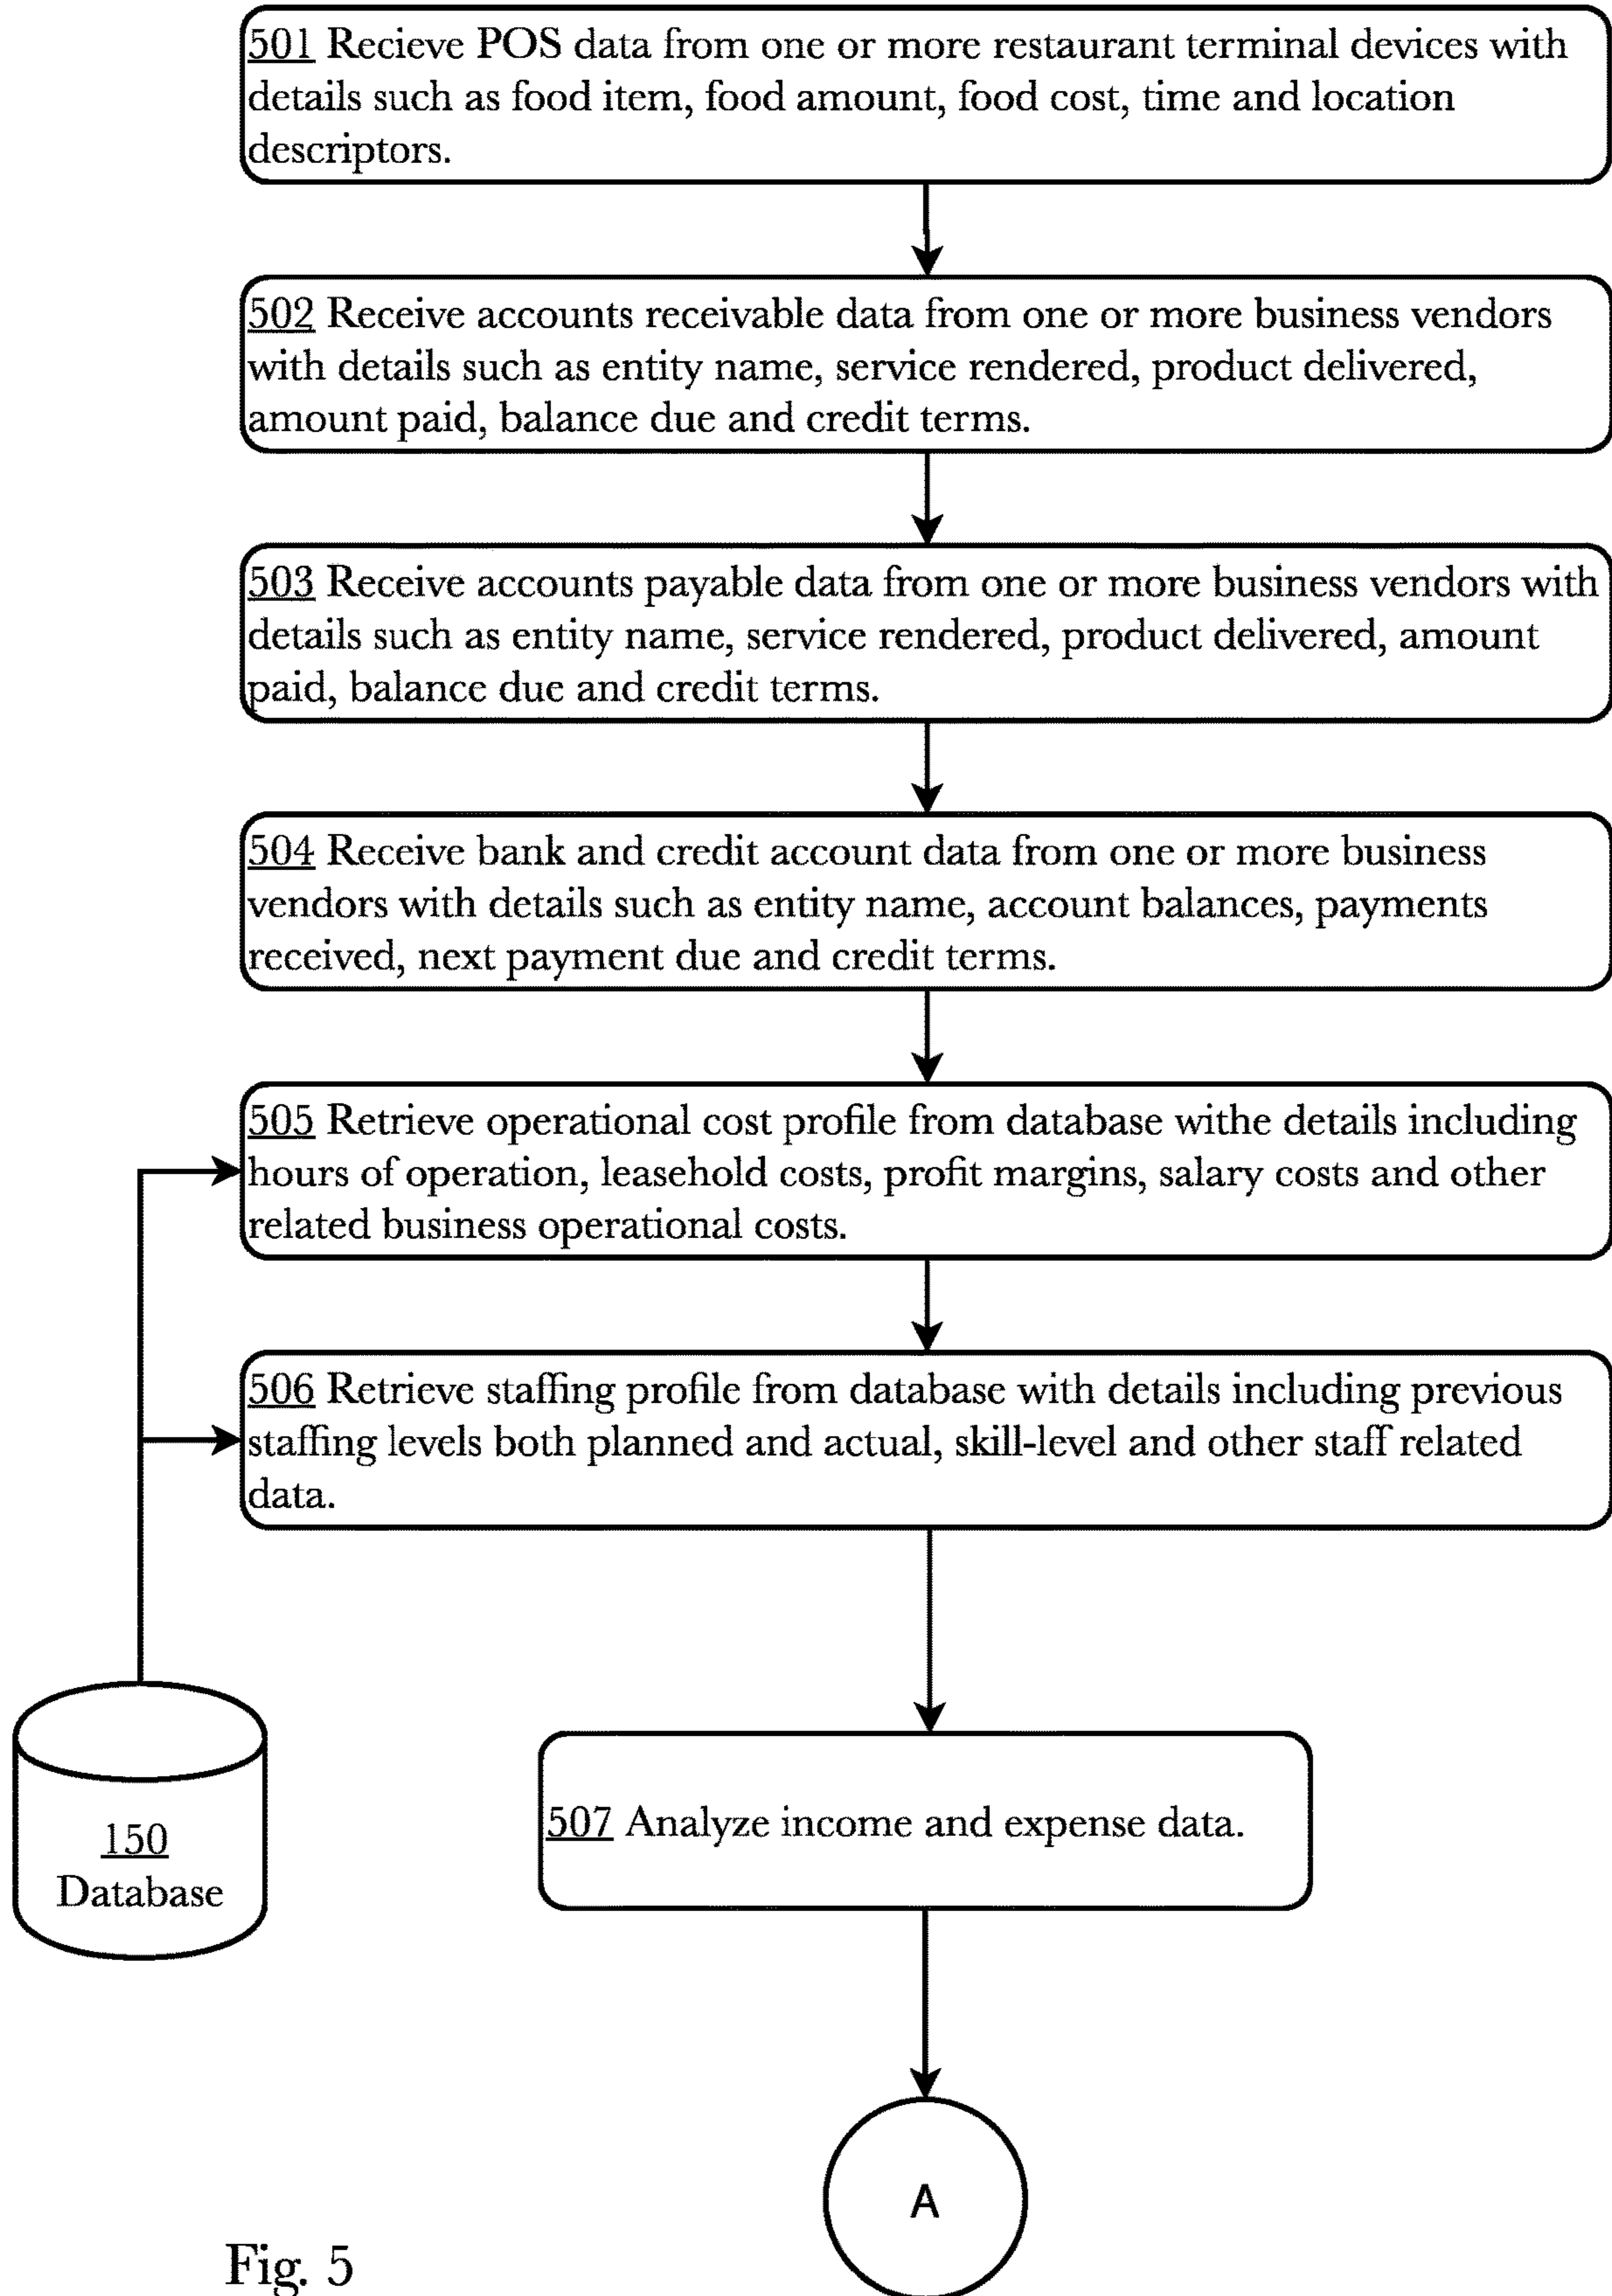 501 Recieve POS data from one or more restaurant terminal devices with
details such as food item, food amount, food cost, time and location
descriptors.
502 Receive accounts receivable data from one or more business vendors
with details such as entity name, service rendered, product delivered,
amount paid, balance due and credit terms.
503 Receive accounts payable data from one or more business vendors with
details such as entity name, service rendered, product delivered, amount
paid, balance due and credit terms.
504 Receive bank and credit account data from one or more business
vendors with details such as entity name, account balances, payments
received, next payment due and credit terms.
505 Retrieve operational cost profile from database withe details including
hours of operation, leasehold costs, profit margins, salary costs and other
related business operational costs.
506 Retrieve staffing profile from database with details including previous
staffing levels both planned and actual, skill-level and other staff related
data.
507 Analyze income and expense data.
150
Database
A
Fig. 5